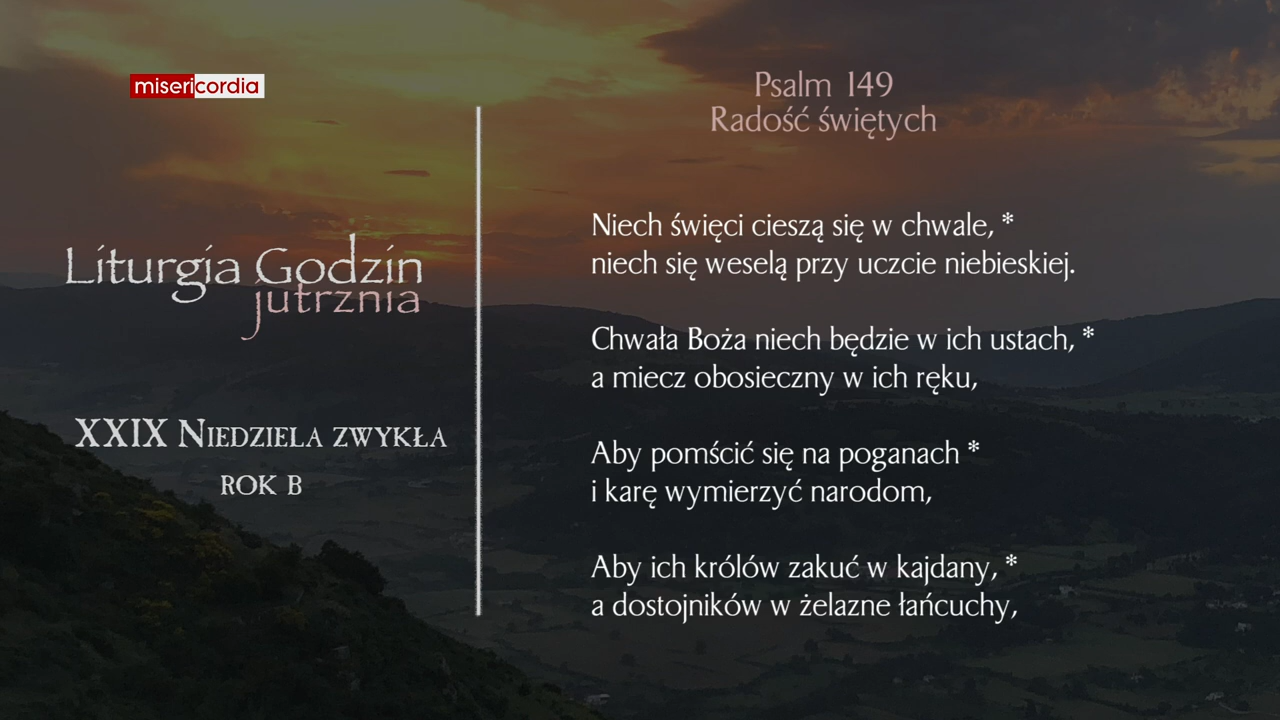 misericordia
Liturgia Godzin
jutrznia
XXIX Niedziela zwykła
rok B
Psalm 149
Radość świętych
Niech święci cieszą się w chwale, *
niech się weselą przy uczcie niebieskiej.
Chwała Boża niech będzie w ich ustach, *
a miecz obosieczny w ich ręku,
Aby pomścić się na poganach *
i karę wymierzyć narodom,
Aby ich królów zakuć w kajdany, *
a dostojników w żelazne łańcuchy,